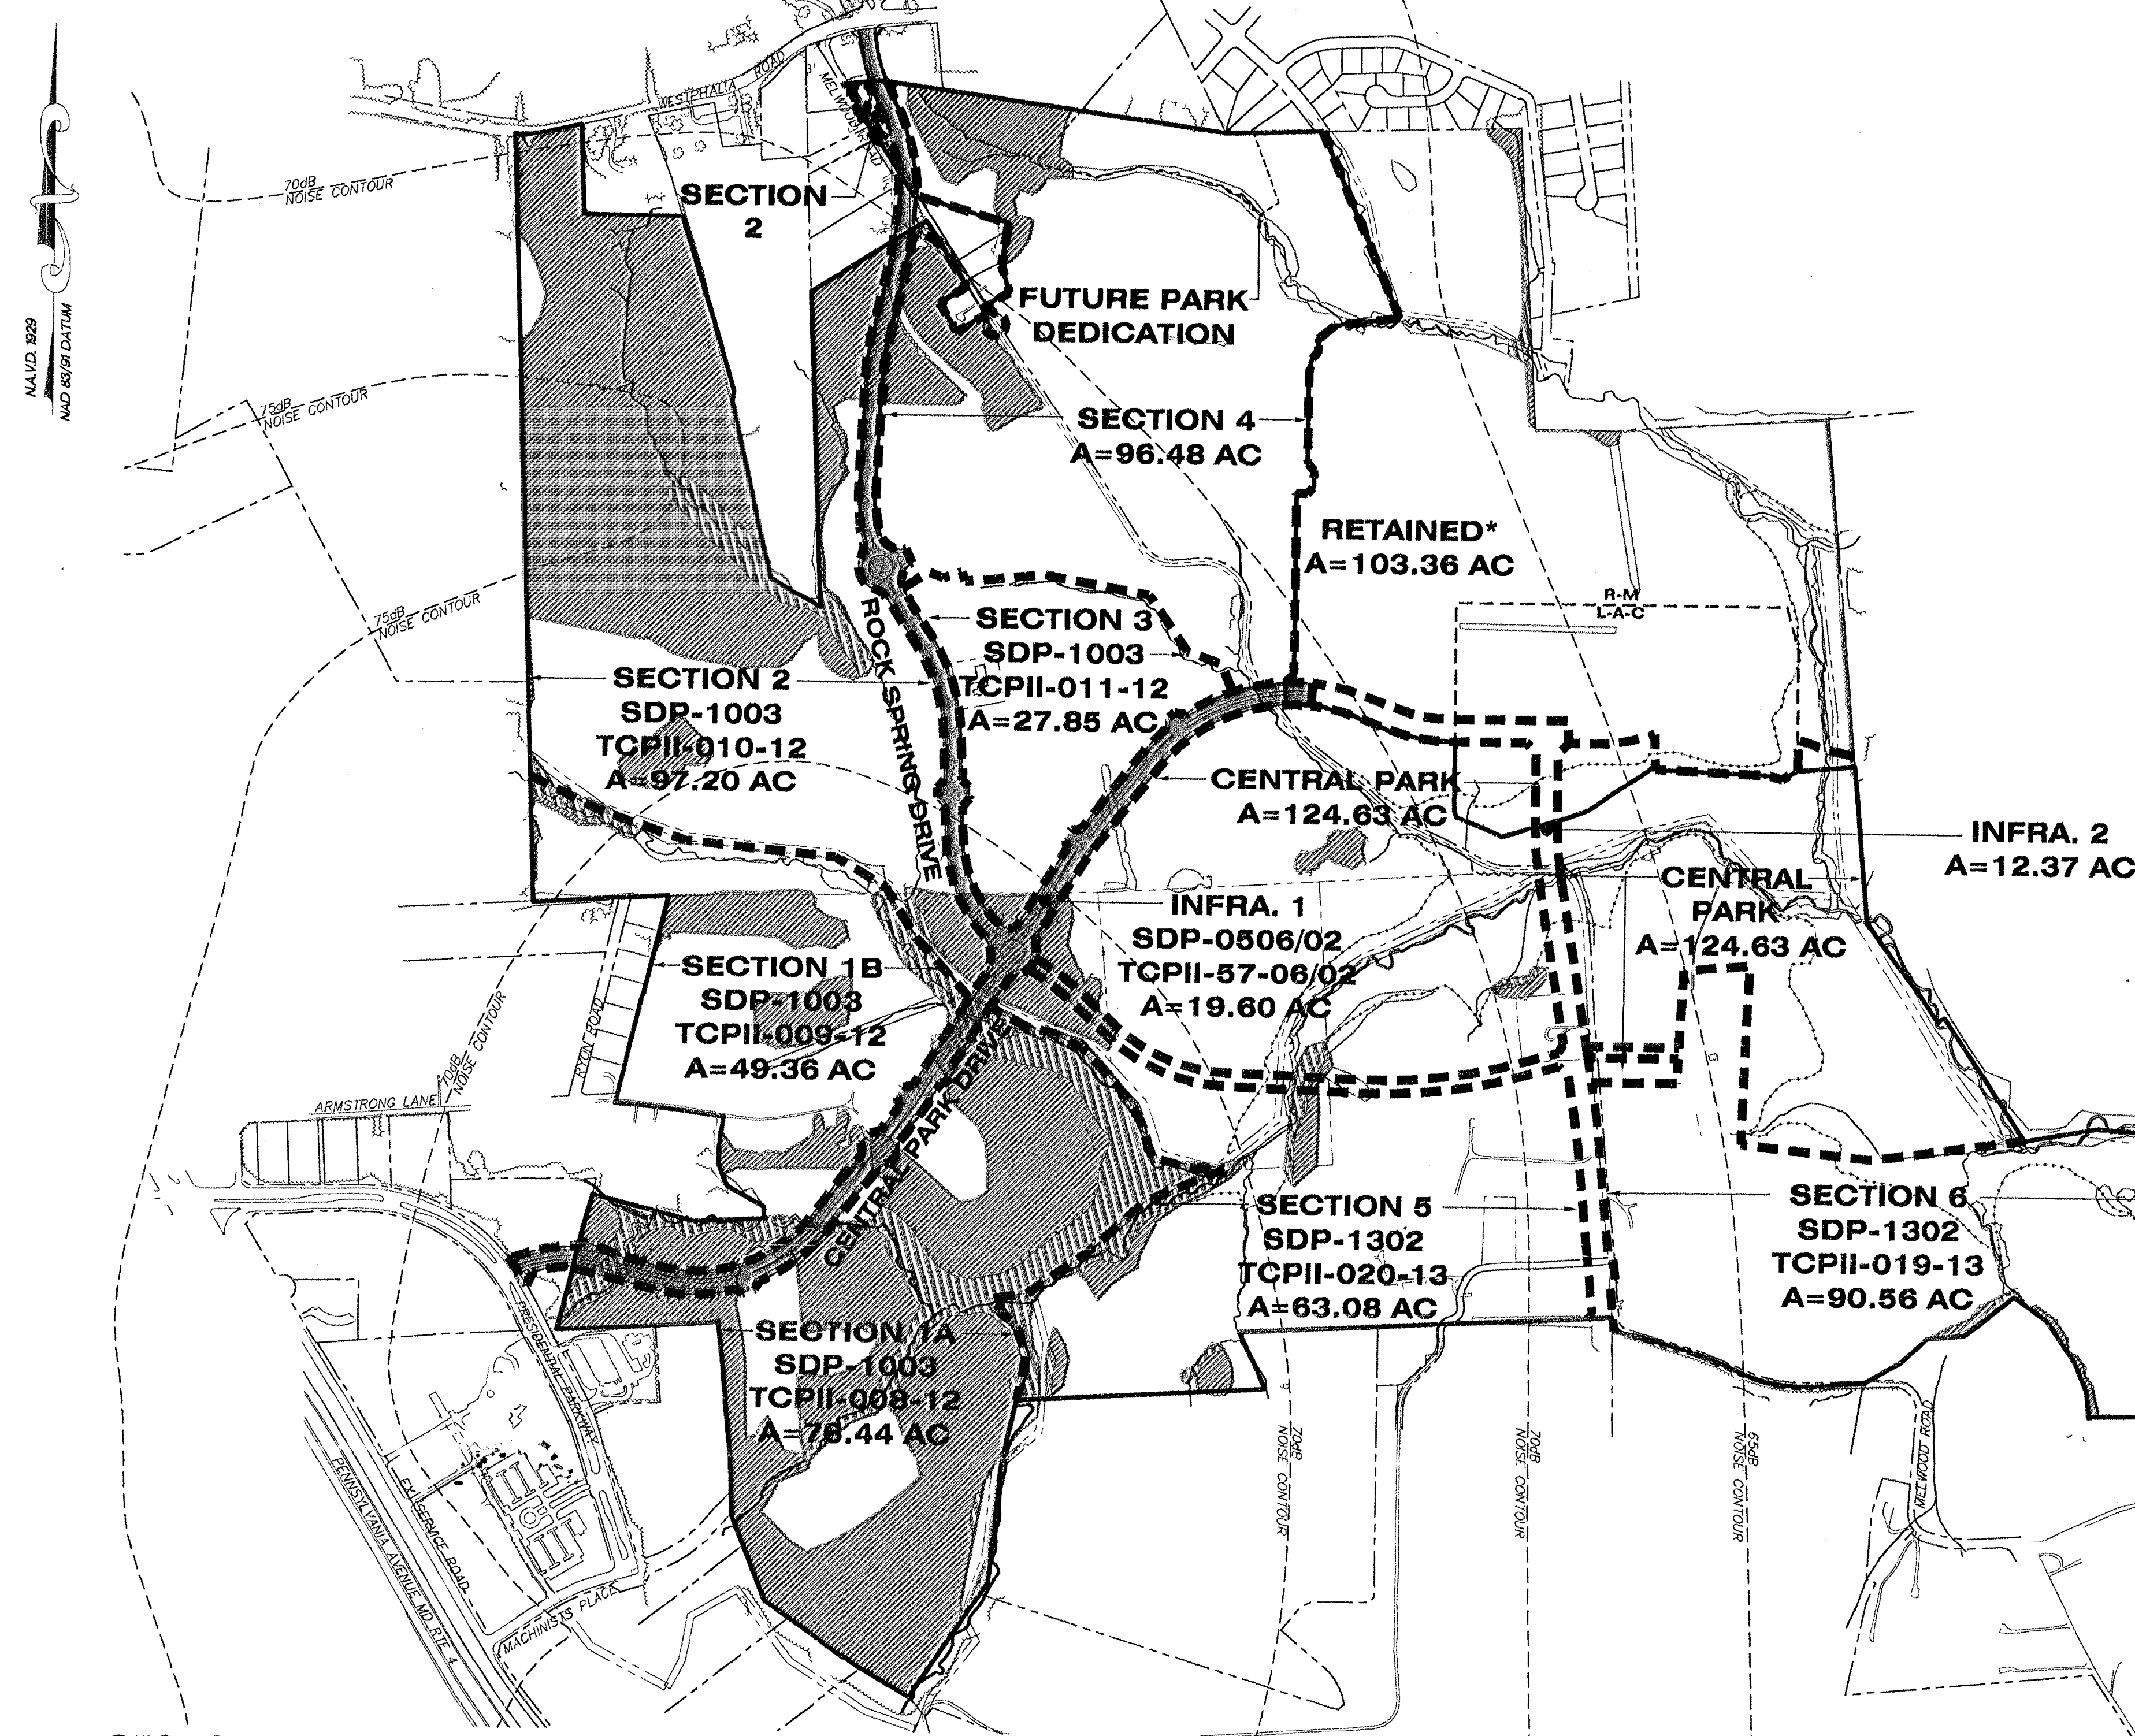 WESTPHALIA ROAD
MELWOOD ROAD
70dB
NOISE CONTOUR
SECTION
2
N.A.V.D. 1929
NAD 83/91 DATUM
FUTURE PARK
DEDICATION
75dB
NOISE CONTOUR
SECTION 4
A=96.48 AC
RETAINED*
A=103.36 AC
75dB
NOISE CONTOUR
R-M
L-A-C
SECTION 3
SDP-1003
TCPII-011-12
A=27.85 AC
ROCK SPRING DRIVE
SECTION 2
SDP-1003
TCPII-010-12
A=97.20 AC
CENTRAL PARK
A=124.63 AC
INFRA. 2
A=12.37 AC
CENTRAL
PARK
A=124.63 AC
INFRA. 1
SDP-0506/02
TCPII-57-06/02
A=19.60 AC
SECTION 1B
SDP-1003
TCPII-009-12
A=49.36 AC
RYON ROAD
70dB
NOISE CONTOUR
ARMSTRONG LANE
CENTRAL PARK DRIVE
CENTRAL PARK DRIVE
SECTION 5
SDP-1302
TCPII-020-13
A=63.08 AC
SECTION 6
SDP-1302
TCPII-019-13
A=90.56 AC
SECTION 1A
SDP-1003
TCPII-008-12
A=76.44 AC
PRESIDENTIAL PARKWAY
PENNSYLVANIA AVENUE MD. RTE 4
EX. SERVICE ROAD
MACHINISTS PLACE
70dB
NOISE CONTOUR
70dB
NOISE CONTOUR
65dB
NOISE CONTOUR
MELWOOD ROAD